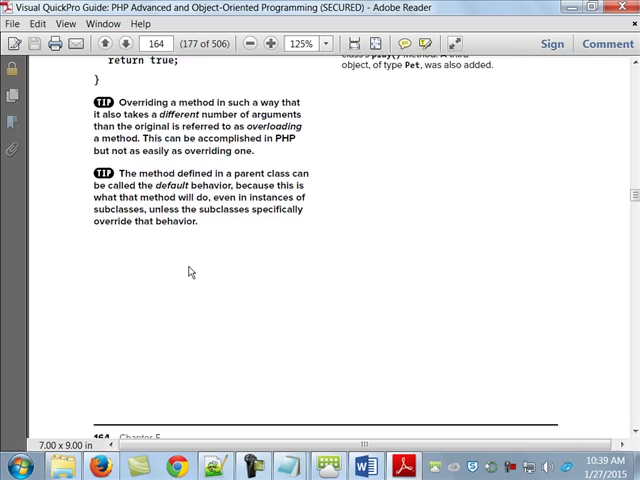 Visual QuickPro Guide: PHP Advanced and Object-Oriented Programming (SECURED) - Adobe Reader
File Edit View Window Help
164 (177 of 506) 125% Sign Comment
return true;
}
TIP Overriding a method in such a way that
it also takes a different number of arguments
than the original is referred to as overloading
a method. This can be accomplished in PHP
but not as easily as overriding one.
TIP The method defined in a parent class can
be called the default behavior, because this is
what that method will do, even in instances of
subclasses, unless the subclasses specifically
override that behavior.
class's play() method. A third
object, of type Pet, was also added.
164 Chapter 5
7.00 x 9.00 in
10:39 AM
1/27/2015